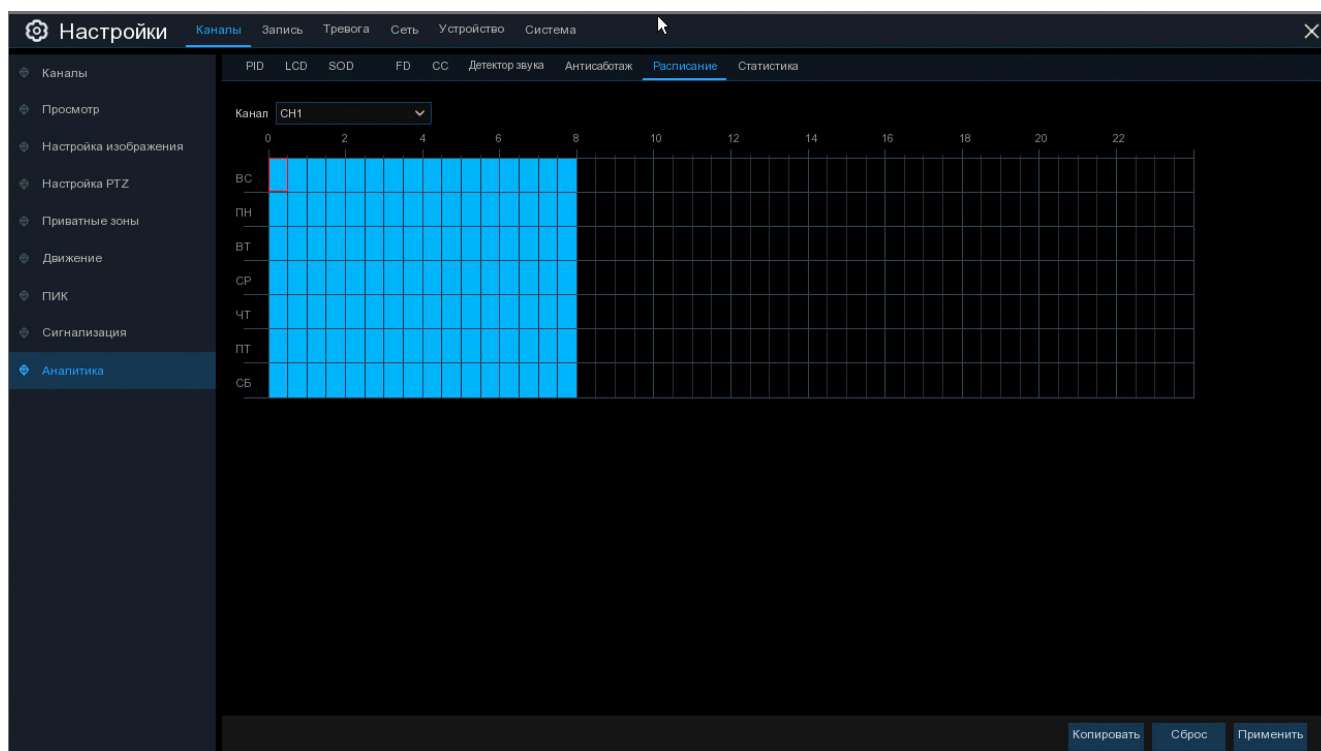 Настройки Каналы Запись Тревога Сеть Устройство Система
Каналы
Просмотр
Настройка изображения
Настройка PTZ
Приватные зоны
Движение
ПИК
Сигнализация
Аналитика
PID LCD SOD FD CC Детектор звука Антисаботаж Расписание Статистика
Канал CH1
0 2 4 6 8 10 12 14 16 18 20 22
ВС
ПН
ВТ
СР
ЧТ
ПТ
СБ
Копировать Сброс Применить